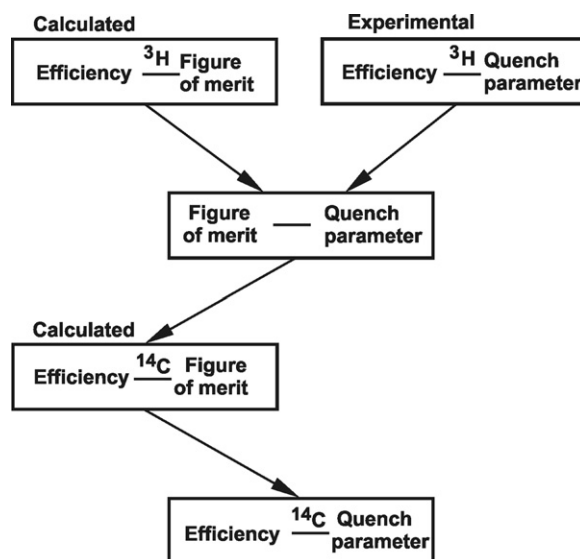 Calculated
Efficiency ³H Figure
of merit
Experimental
Efficiency ³H Quench
parameter
Figure Quench
of merit parameter
Calculated
Efficiency ¹⁴C Figure
of merit
Efficiency ¹⁴C Quench
parameter